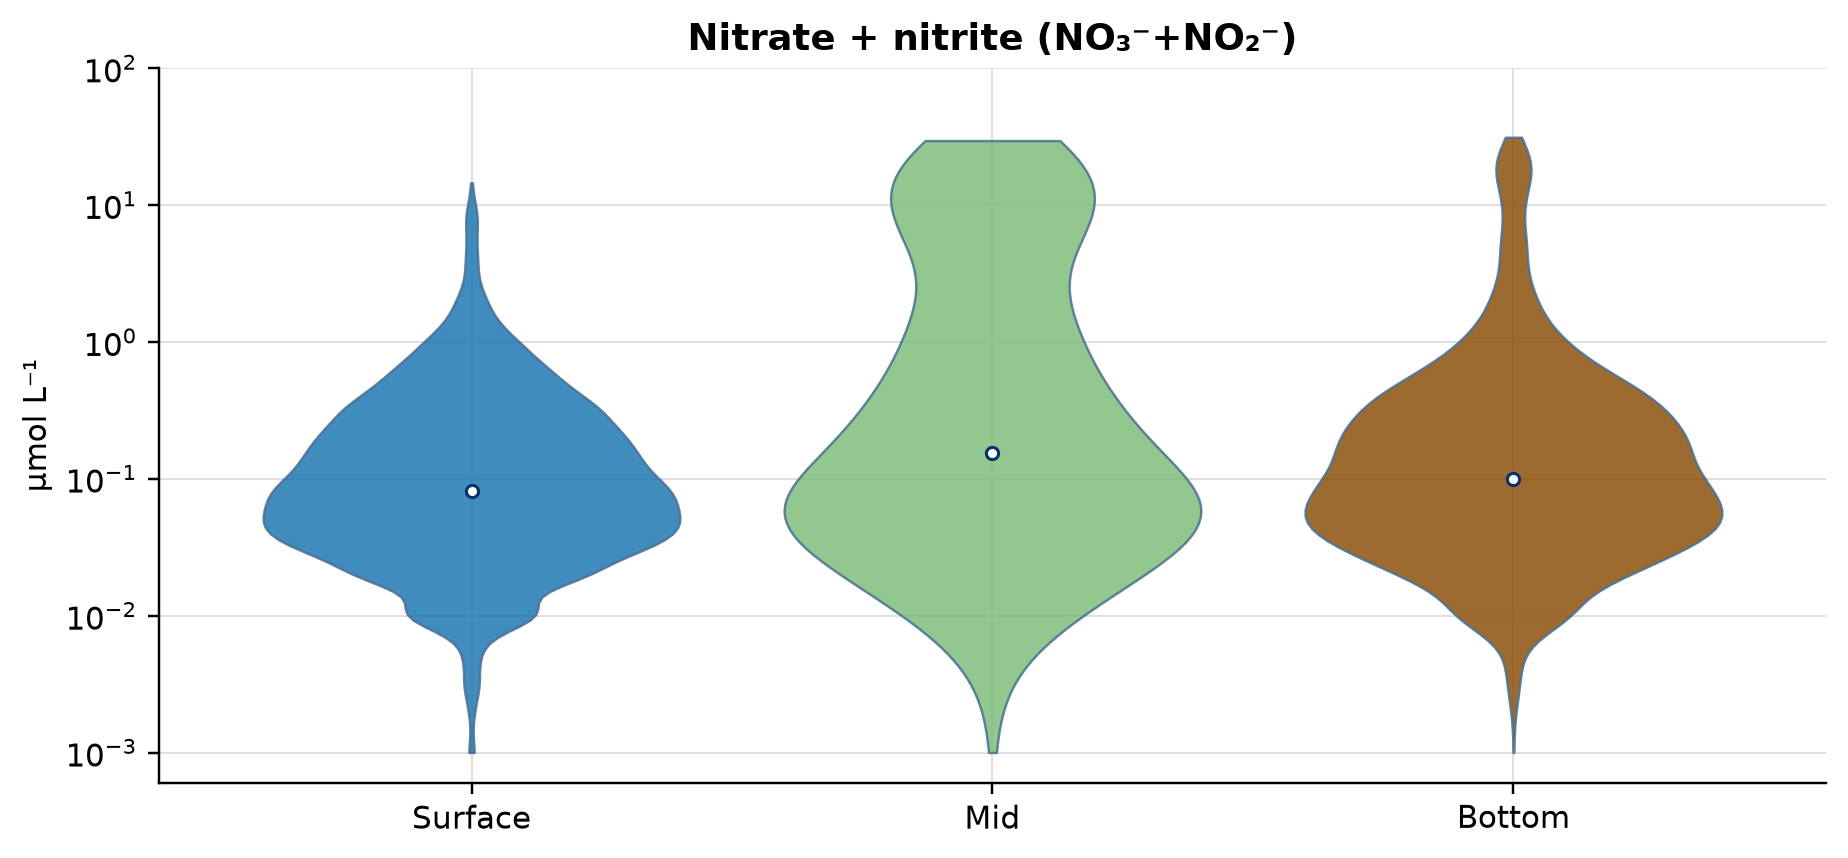 Nitrate + nitrite (NO₃⁻+NO₂⁻)
µmol L⁻¹
10²
10¹
10⁰
10⁻¹
10⁻²
10⁻³
Surface Mid Bottom